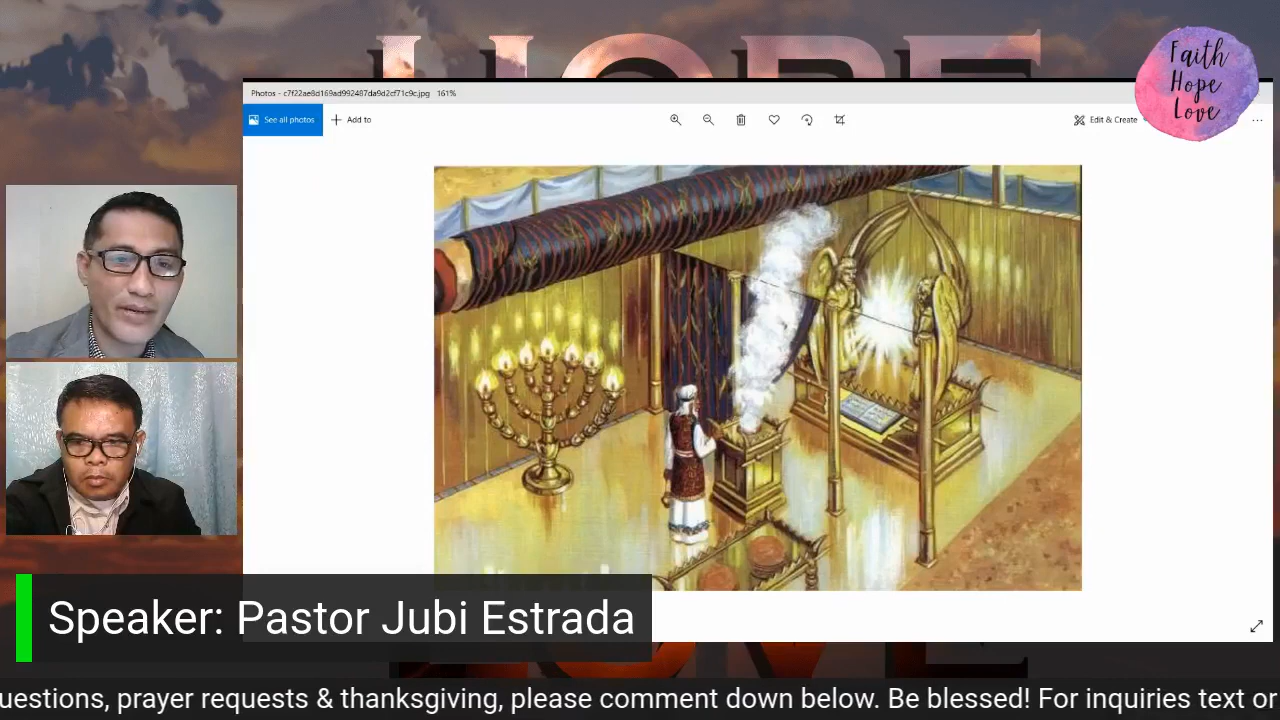 HOPE
Faith
Hope
Love
Photos - c7f22ae8d169ad992487da9d2cf71c9c.jpg 161%
See all photos
Add to
Edit & Create
Speaker: Pastor Jubi Estrada
uestions, prayer requests & thanksgiving, please comment down below. Be blessed! For inquiries text or